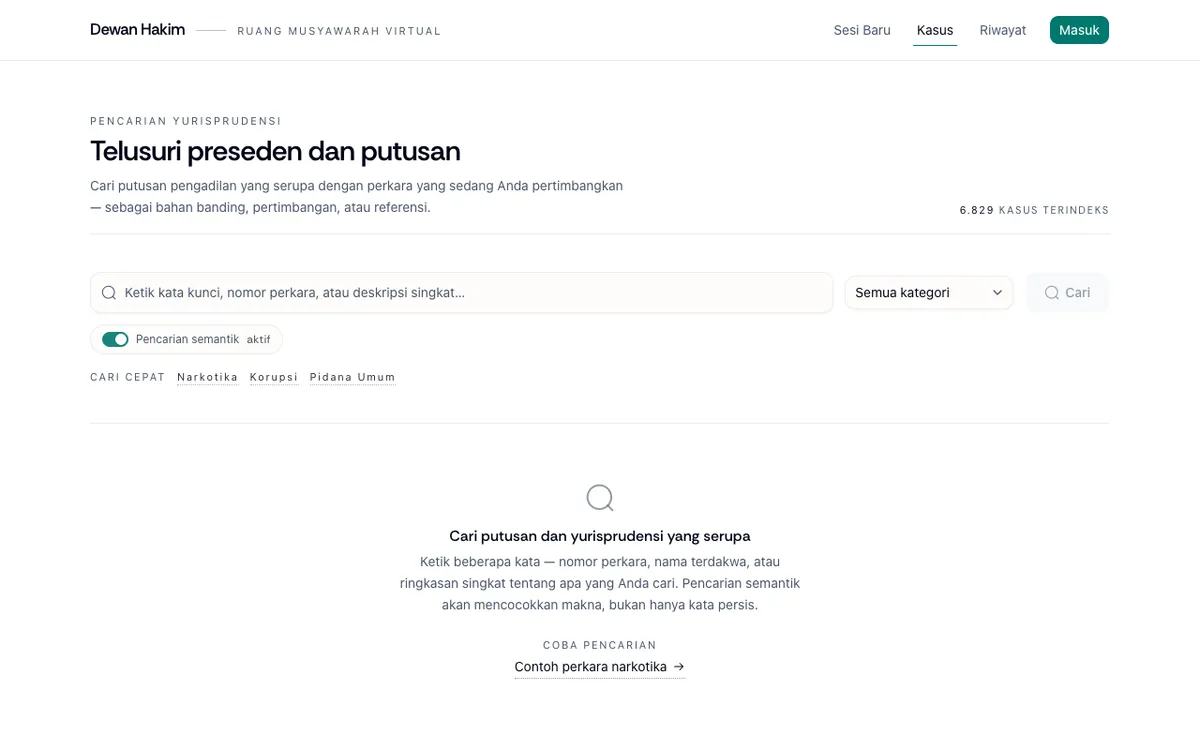 Dewan Hakim
RUANG MUSYAWARAH VIRTUAL
Sesi Baru
Kasus
Riwayat
Masuk
PENCARIAN YURISPRUDENSI
Telusuri preseden dan putusan
Cari putusan pengadilan yang serupa dengan perkara yang sedang Anda pertimbangkan
— sebagai bahan banding, pertimbangan, atau referensi.
6.829 KASUS TERINDEKS
Ketik kata kunci, nomor perkara, atau deskripsi singkat...
Semua kategori
Cari
Pencarian semantik aktif
CARI CEPAT Narkotika Korupsi Pidana Umum
Cari putusan dan yurisprudensi yang serupa
Ketik beberapa kata — nomor perkara, nama terdakwa, atau
ringkasan singkat tentang apa yang Anda cari. Pencarian semantik
akan mencocokkan makna, bukan hanya kata persis.
COBA PENCARIAN
Contoh perkara narkotika →